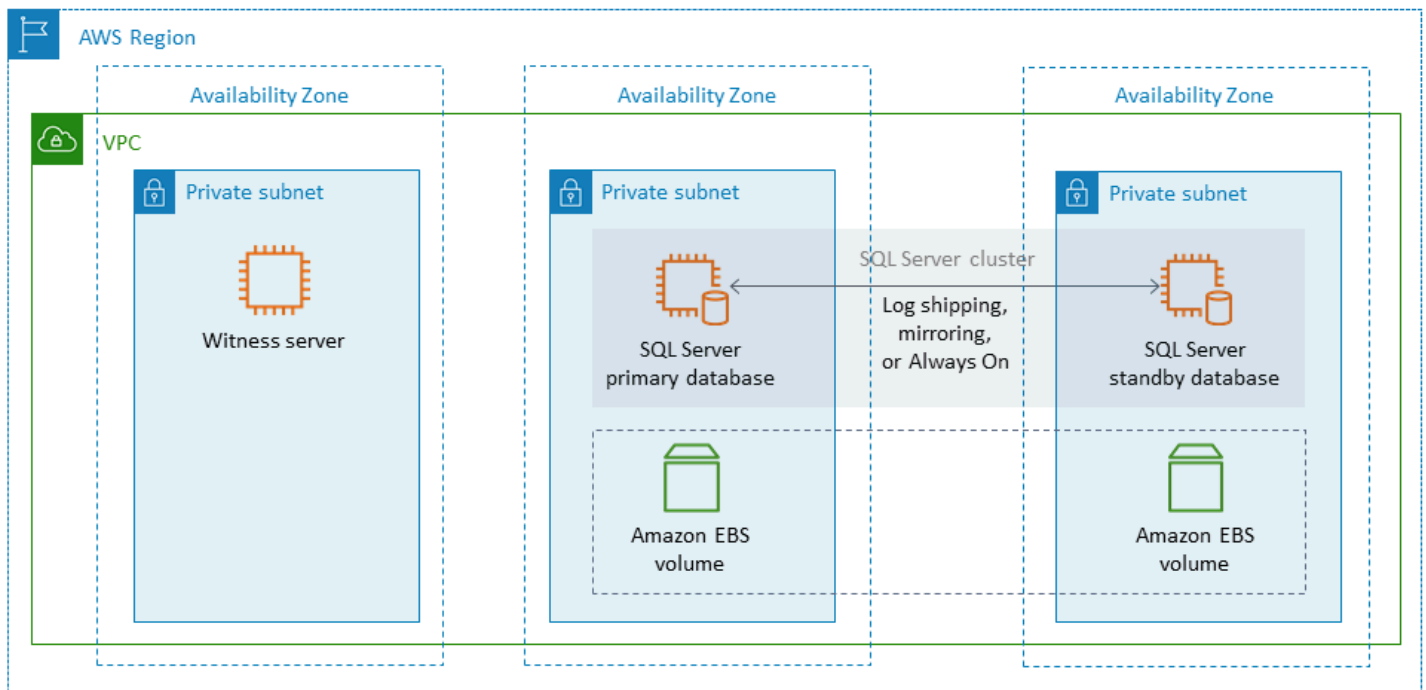 AWS Region
Availability Zone
Availability Zone
Availability Zone
VPC
Private subnet
Private subnet
Private subnet
Witness server
SQL Server cluster
Log shipping,
mirroring,
or Always On
SQL Server
primary database
SQL Server
standby database
Amazon EBS
volume
Amazon EBS
volume